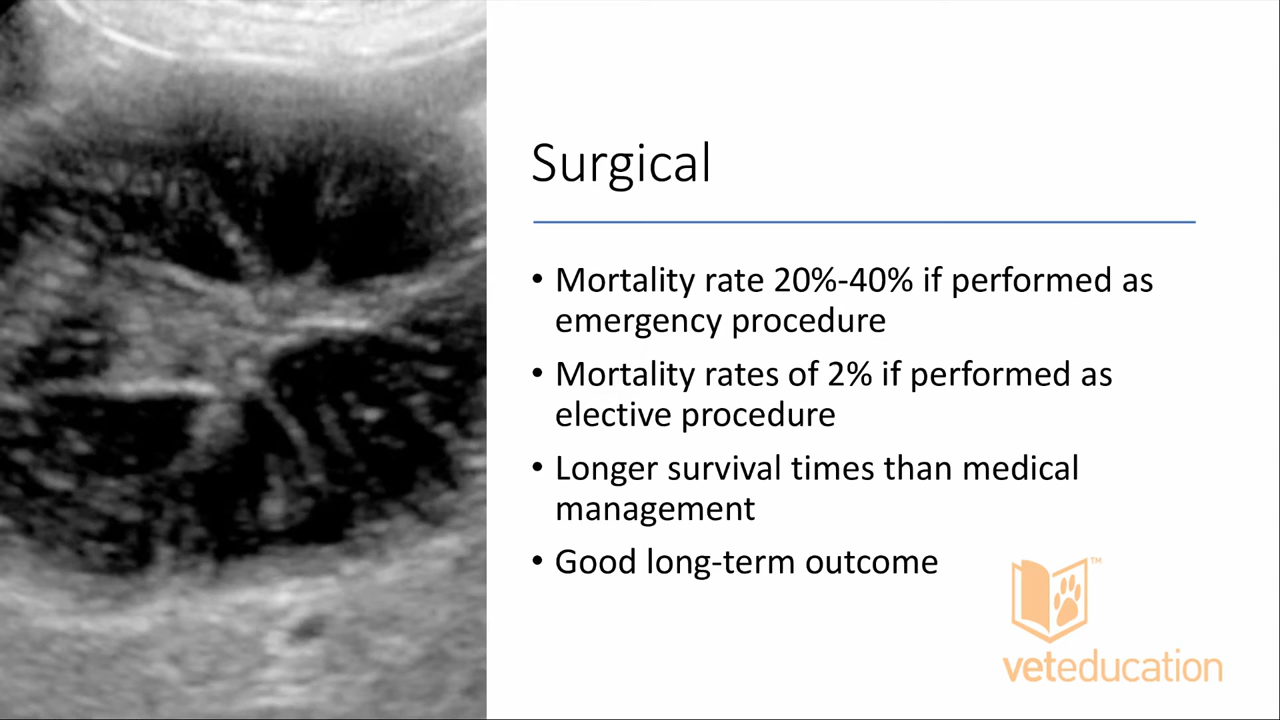 Surgical
• Mortality rate 20%-40% if performed as
emergency procedure
• Mortality rates of 2% if performed as
elective procedure
• Longer survival times than medical
management
• Good long-term outcome
™
veteducation